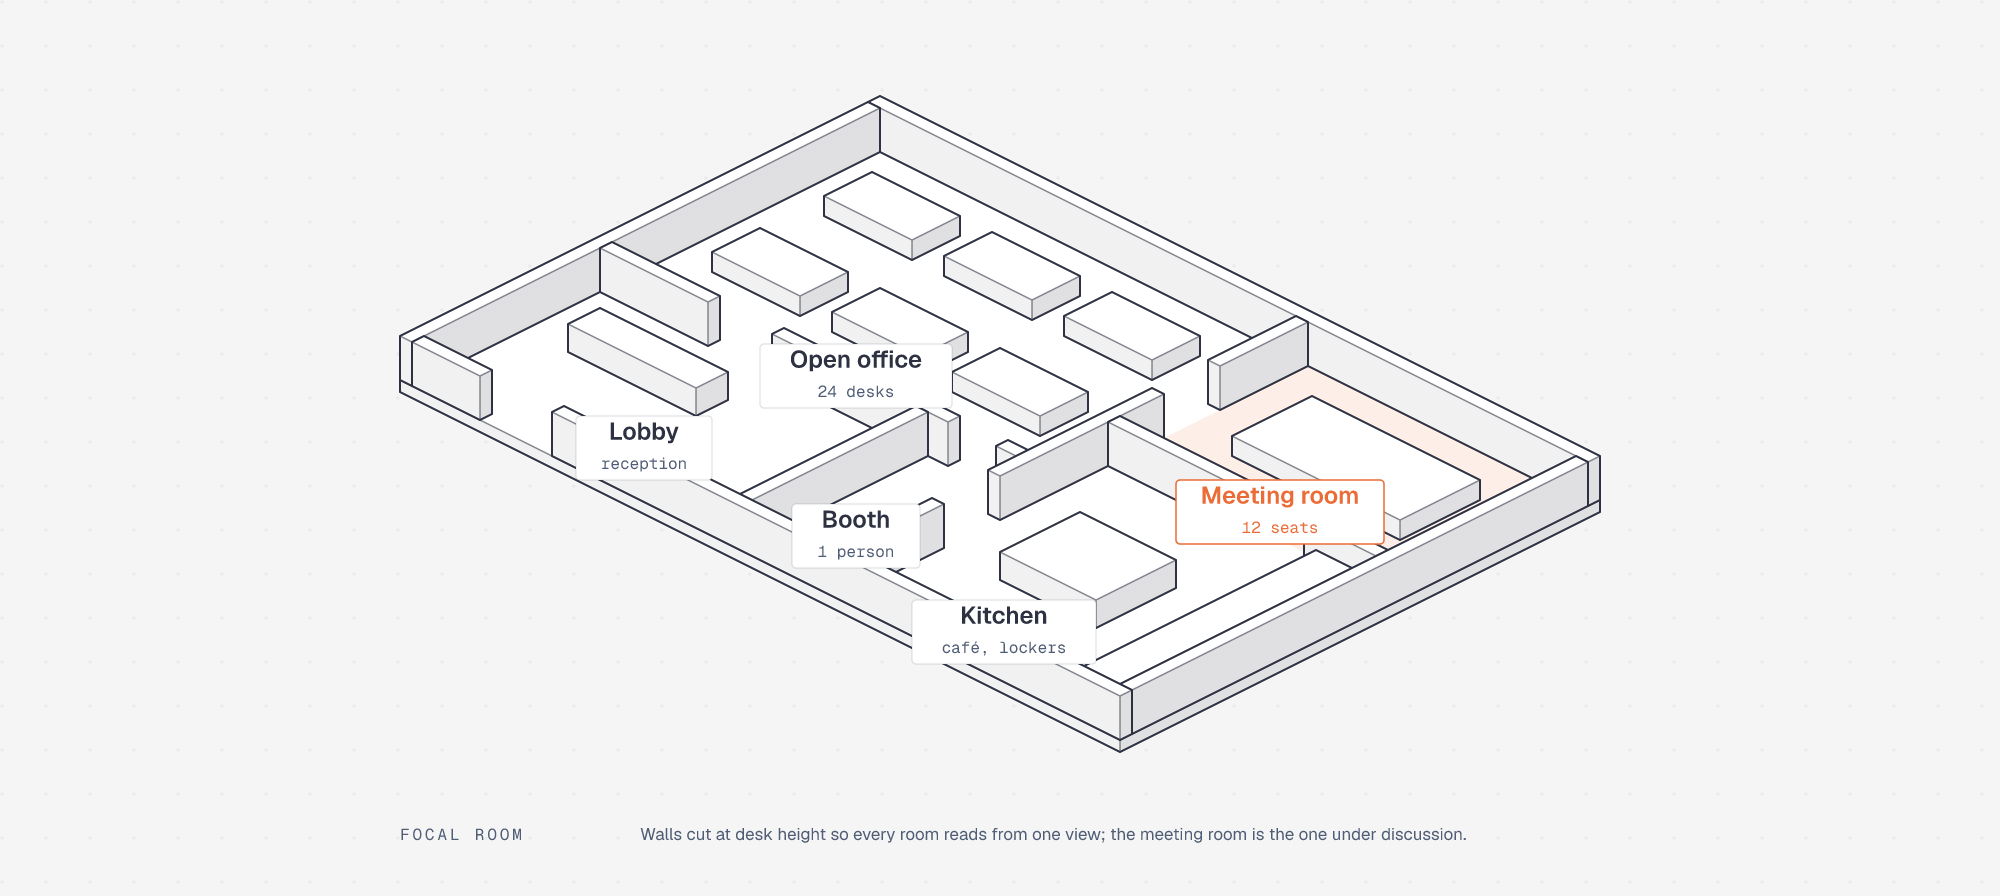 Open office
24 desks
Lobby
reception
Meeting room
12 seats
Booth
1 person
Kitchen
café, lockers
FOCAL ROOM
Walls cut at desk height so every room reads from one view; the meeting room is the one under discussion.